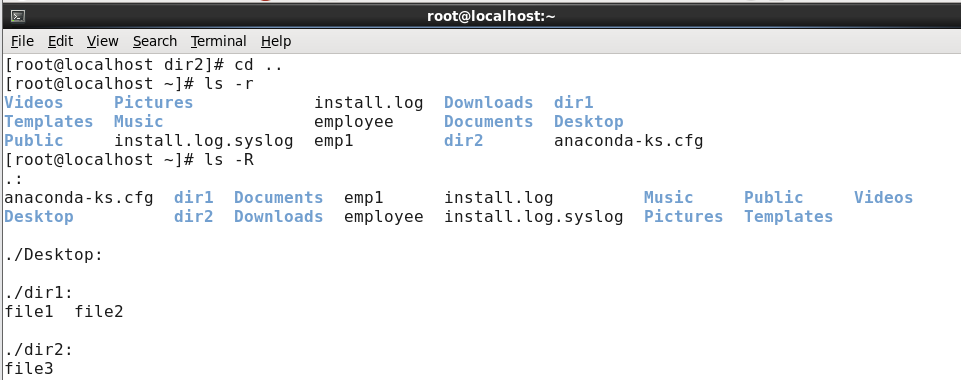 root@localhost:~
File Edit View Search Terminal Help
[root@localhost dir2]# cd ..
[root@localhost ~]# ls -r
Videos Pictures install.log Downloads dir1
Templates Music employee Documents Desktop
Public install.log.syslog emp1 dir2 anaconda-ks.cfg
[root@localhost ~]# ls -R
.:
anaconda-ks.cfg dir1 Documents emp1 install.log Music Public Videos
Desktop dir2 Downloads employee install.log.syslog Pictures Templates
./Desktop:
./dir1:
file1 file2
./dir2:
file3